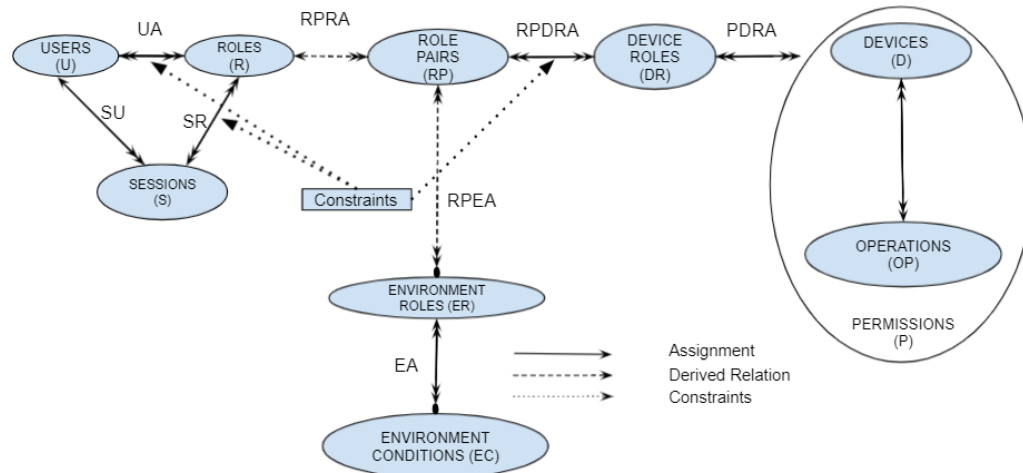 UA
RPRA
RPDRA
PDRA
USERS
(U)
ROLES
(R)
ROLE
PAIRS
(RP)
DEVICE
ROLES
(DR)
DEVICES
(D)
SU
SR
SESSIONS
(S)
Constraints
RPEA
OPERATIONS
(OP)
ENVIRONMENT
ROLES (ER)
PERMISSIONS
(P)
EA
Assignment
Derived Relation
Constraints
ENVIRONMENT
CONDITIONS (EC)